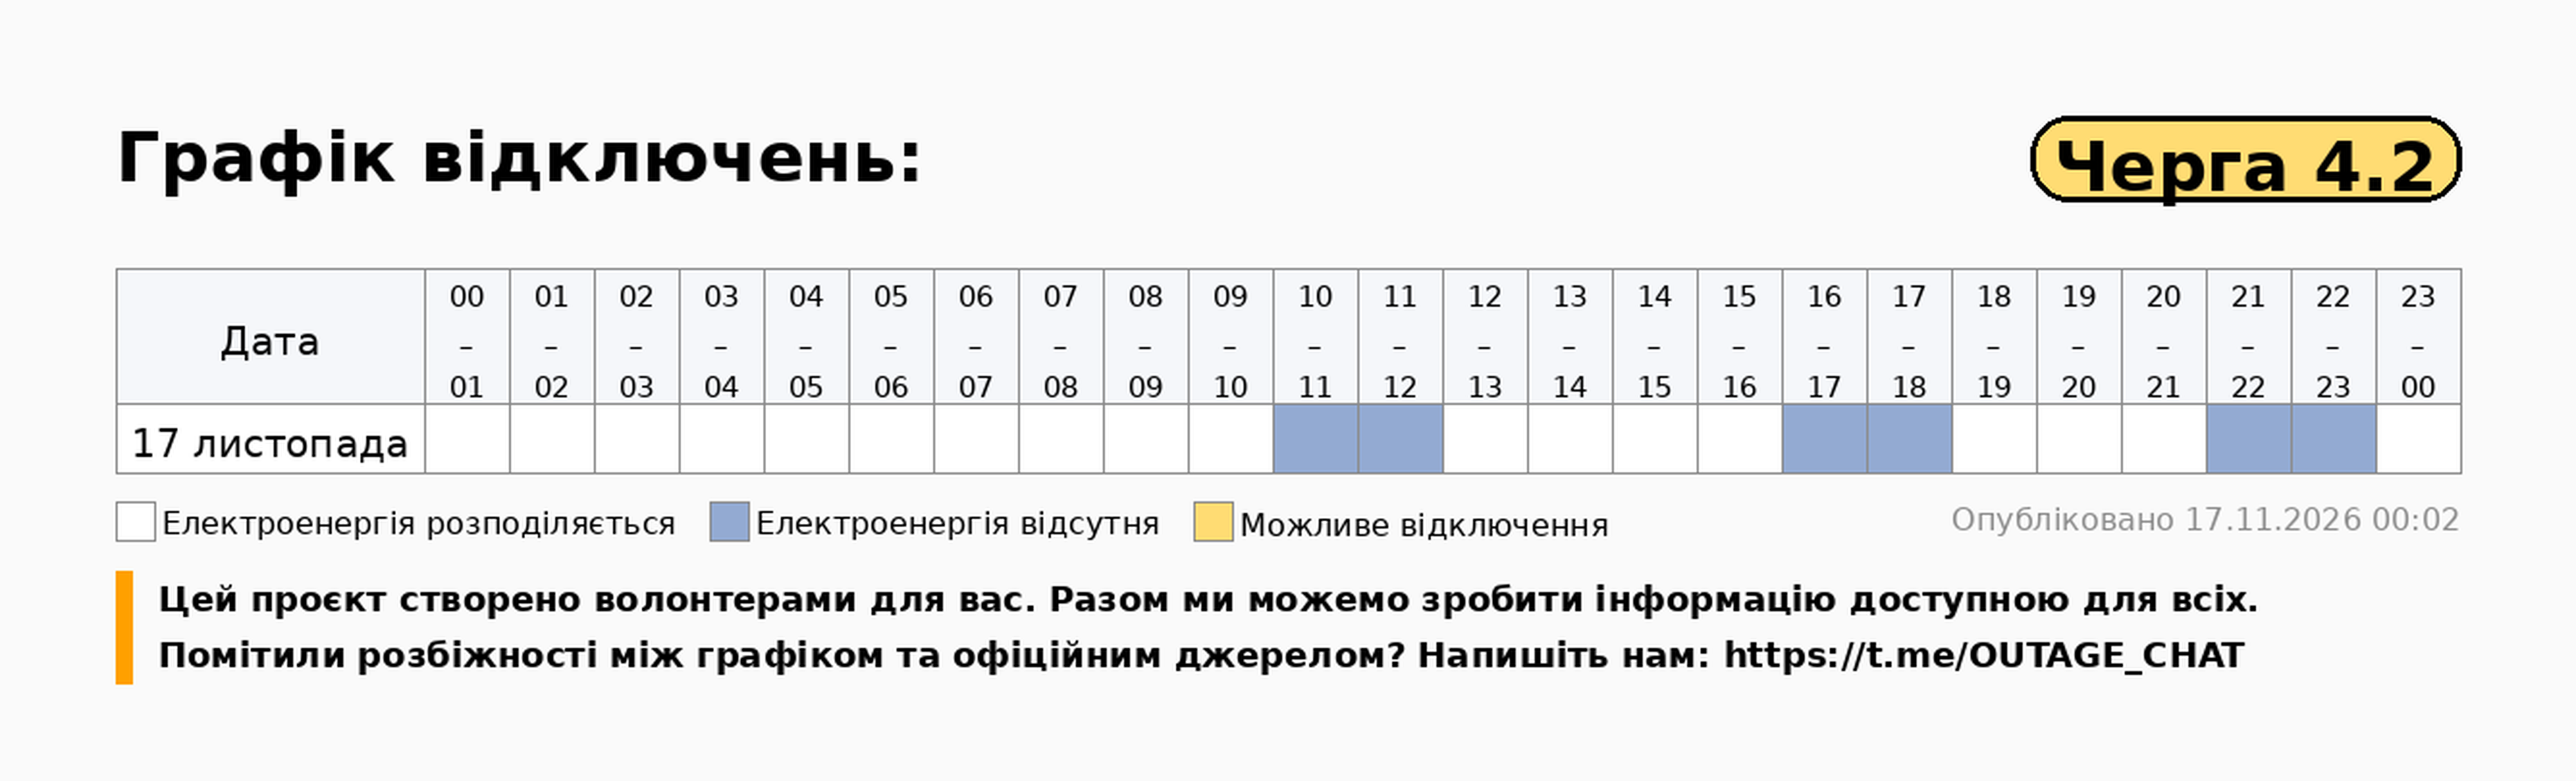 Графік відключень:
Черга 4.2
Дата 00 – 01 01 – 02 02 – 03 03 – 04 04 – 05 05 – 06 06 – 07 07 – 08 08 – 09 09 – 10 10 – 11 11 – 12 12 – 13 13 – 14 14 – 15 15 – 16 16 – 17 17 – 18 18 – 19 19 – 20 20 – 21 21 – 22 22 – 23 23 – 00
17 листопада
Електроенергія розподіляється Електроенергія відсутня Можливе відключення
Опубліковано 17.11.2026 00:02
Цей проєкт створено волонтерами для вас. Разом ми можемо зробити інформацію доступною для всіх.
Помітили розбіжності між графіком та офіційним джерелом? Напишіть нам: https://t.me/OUTAGE_CHAT